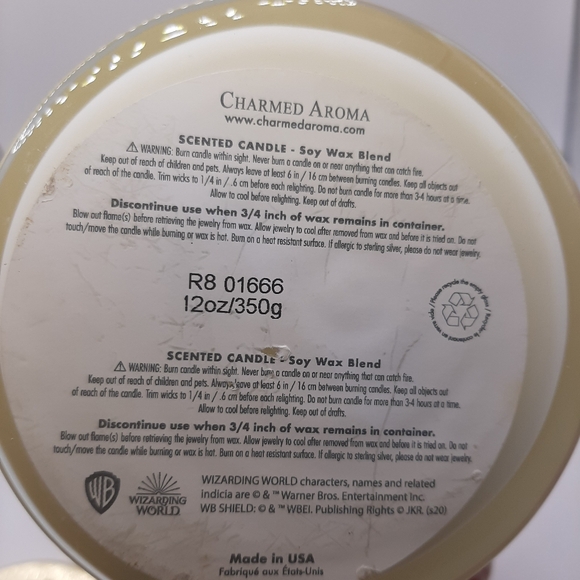 CHARMED AROMA
www.charmedaroma.com
SCENTED CANDLE - Soy Wax Blend
⚠ WARNING: Burn candle within sight. Never burn a candle on or near anything that can catch fire.
Keep out of reach of children and pets. Always leave at least 6 in / 16 cm between burning candles. Keep all objects out
of reach of the candle. Trim wicks to 1/4 in / .6 cm before each relighting. Do not burn candle for more than 3-4 hours at a time.
Allow to cool before relighting. Keep out of drafts.
Discontinue use when 3/4 inch of wax remains in container.
Blow out flame(s) before retrieving the jewelry from wax. Allow jewelry to cool after removed from wax and before it is tried on. Do not
touch/move the candle while burning or wax is hot. Burn on a heat resistant surface. If allergic to sterling silver, please do not wear jewelry.
R8 01666
12oz/350g
Please recycle the empty glass /
SCENTED CANDLE - Soy Wax Blend
⚠ WARNING: Burn candle within sight. Never burn a candle on or near anything that can catch fire.
Keep out of reach of children and pets. Always leave at least 6 in / 16 cm between burning candles. Keep all objects out
of reach of the candle. Trim wicks to 1/4 in / .6 cm before each relighting. Do not burn candle for more than 3-4 hours at a time.
Allow to cool before relighting. Keep out of drafts.
Discontinue use when 3/4 inch of wax remains in container.
Blow out flame(s) before retrieving the jewelry from wax. Allow jewelry to cool after removed from wax and before it is tried on. Do not
touch/move the candle while burning or wax is hot. Burn on a heat resistant surface. If allergic to sterling silver, please do not wear jewelry.
WB
WIZARDING
WORLD
WIZARDING WORLD characters, names and related
indicia are © & ™ Warner Bros. Entertainment Inc.
WB SHIELD: © & ™ WBEI. Publishing Rights © JKR. (s20)
Made in USA
Fabriqué aux États-Unis